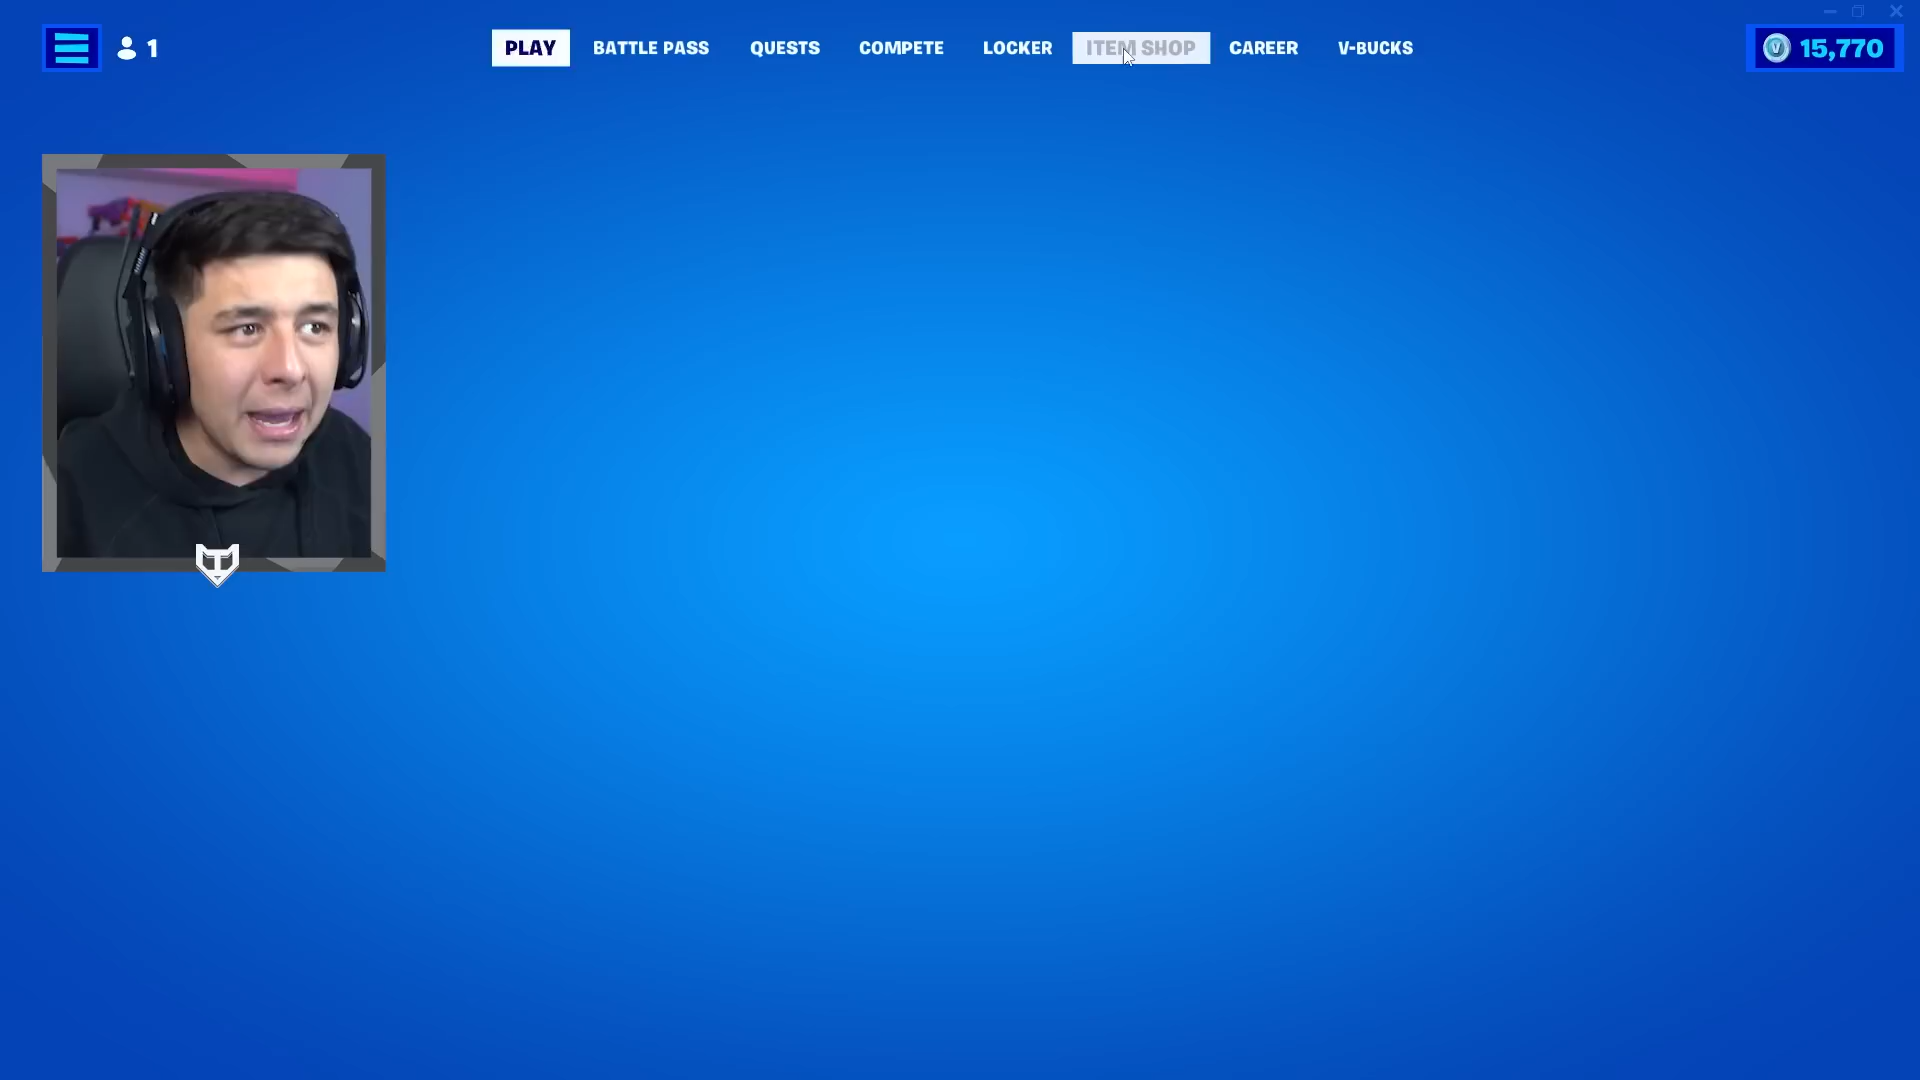 1
PLAY BATTLE PASS QUESTS COMPETE LOCKER ITEM SHOP CAREER V-BUCKS
15,770